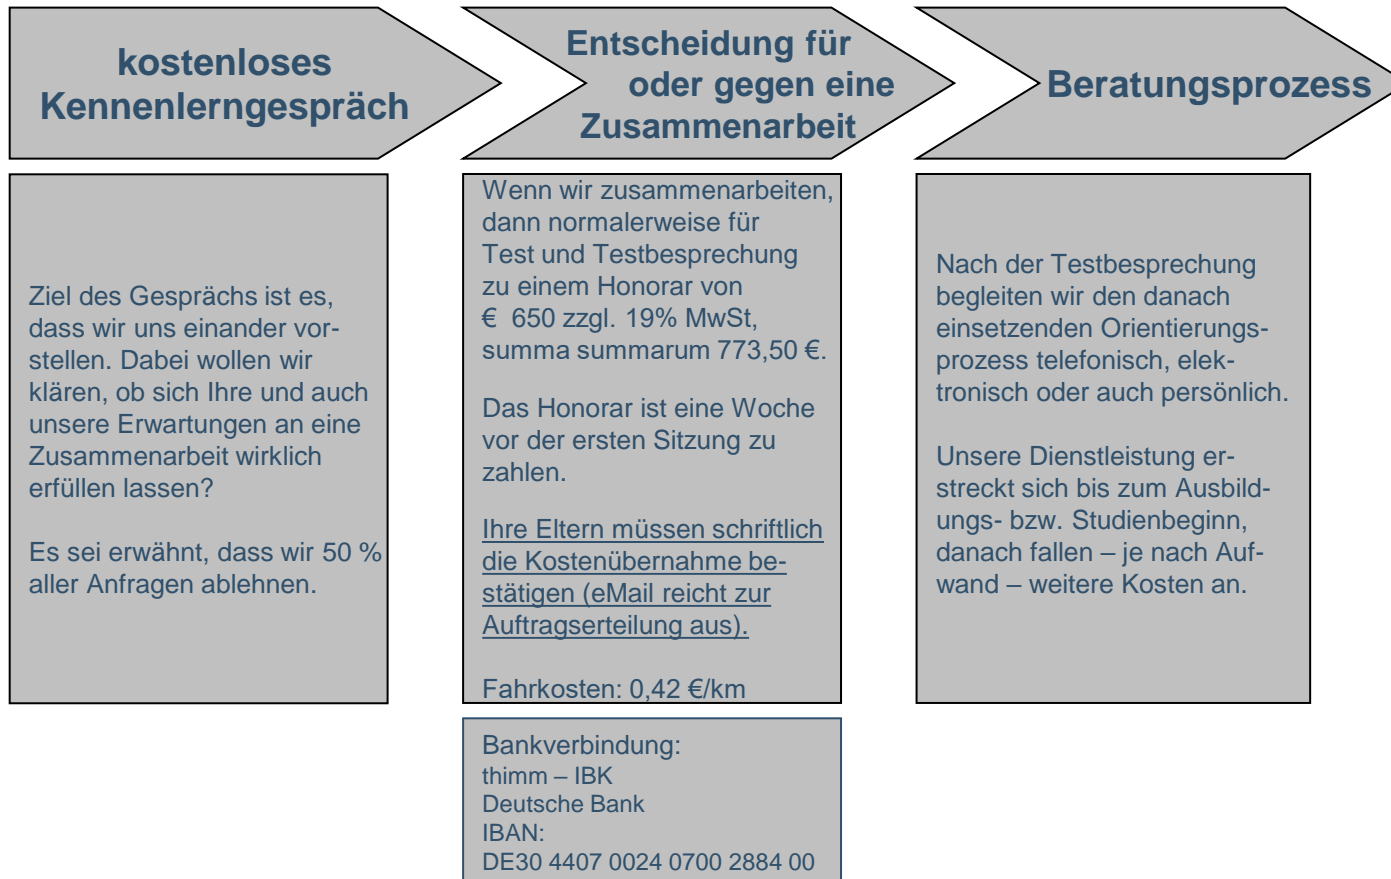 kostenloses
Kennenlerngespräch
Entscheidung für
oder gegen eine
Zusammenarbeit
Beratungsprozess
Ziel des Gesprächs ist es,
dass wir uns einander vor-
stellen. Dabei wollen wir
klären, ob sich Ihre und auch
unsere Erwartungen an eine
Zusammenarbeit wirklich
erfüllen lassen?
Es sei erwähnt, dass wir 50 %
aller Anfragen ablehnen.
Wenn wir zusammenarbeiten,
dann normalerweise für
Test und Testbesprechung
zu einem Honorar von
€ 650 zzgl. 19% MwSt,
summa summarum 773,50 €.
Das Honorar ist eine Woche
vor der ersten Sitzung zu
zahlen.
Ihre Eltern müssen schriftlich
die Kostenübernahme be-
stätigen (eMail reicht zur
Auftragserteilung aus).
Fahrkosten: 0,42 €/km
Bankverbindung:
thimm – IBK
Deutsche Bank
IBAN:
DE30 4407 0024 0700 2884 00
Nach der Testbesprechung
begleiten wir den danach
einsetzenden Orientierungs-
prozess telefonisch, elek-
tronisch oder auch persönlich.
Unsere Dienstleistung er-
streckt sich bis zum Ausbild-
ungs- bzw. Studienbeginn,
danach fallen – je nach Auf-
wand – weitere Kosten an.